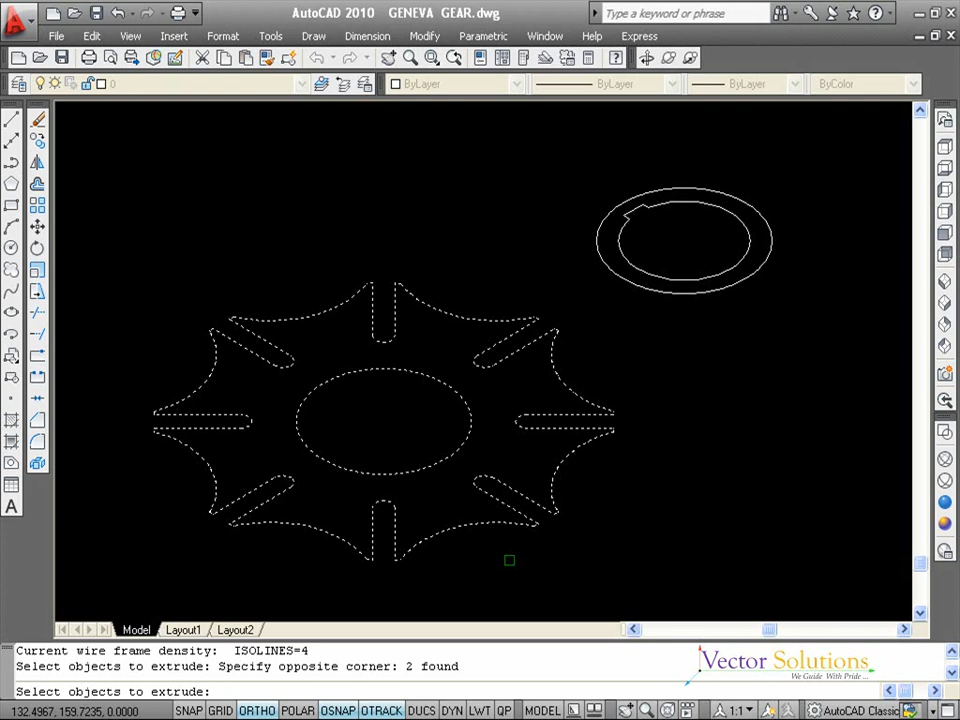 AutoCAD 2010 GENEVA GEAR.dwg
Type a keyword or phrase
File Edit View Insert Format Tools Draw Dimension Modify Parametric Window Help Express
0
ByLayer
ByLayer
ByLayer
ByColor
A
Model Layout1 Layout2
Current wire frame density: ISOLINES=4
Select objects to extrude: Specify opposite corner: 2 found
Select objects to extrude:
Vector Solutions
We Guide With Pride ...
132.4967, 159.7235, 0.0000 SNAP GRID ORTHO POLAR OSNAP OTRACK DUCS DYN LWT QP MODEL 1:1 AutoCAD Classic